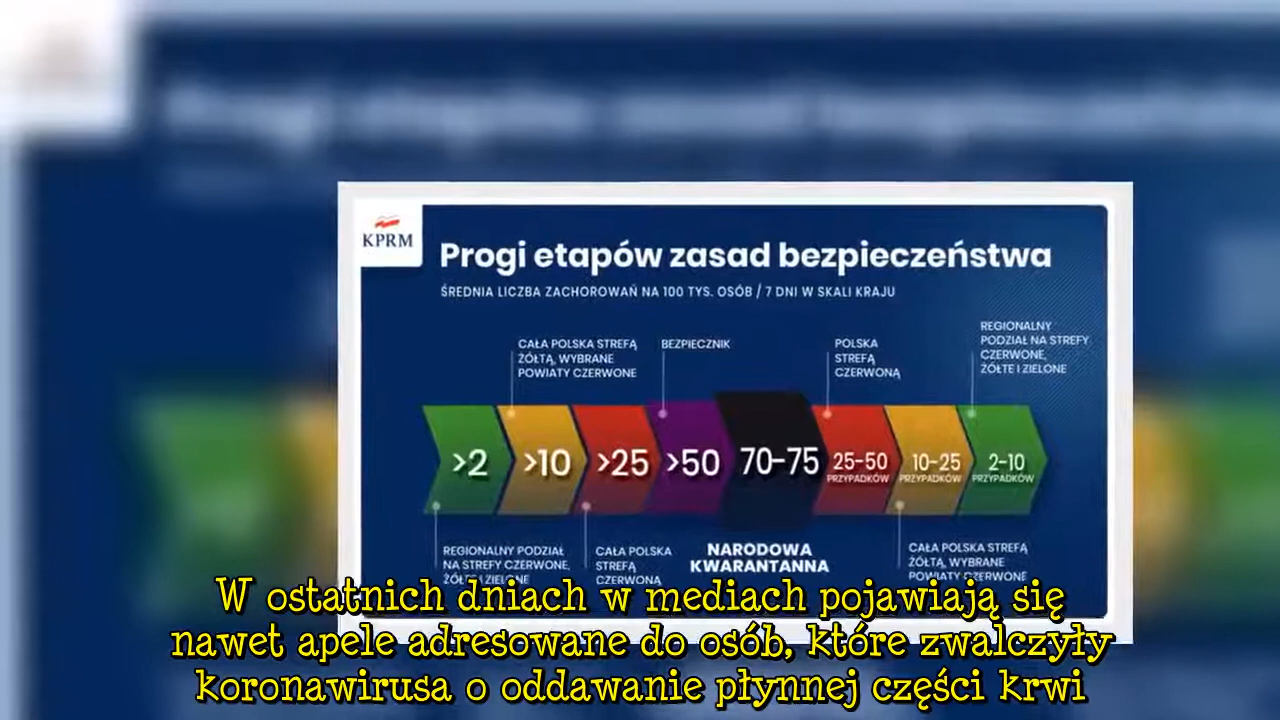 KPRM
Progi etapów zasad bezpieczeństwa
ŚREDNIA LICZBA ZACHOROWAŃ NA 100 TYS. OSÓB / 7 DNI W SKALI KRAJU
CAŁA POLSKA STREFĄ
ŻÓŁTĄ, WYBRANE
POWIATY CZERWONE
BEZPIECZNIK
POLSKA
STREFĄ
CZERWONĄ
REGIONALNY
PODZIAŁ NA STREFY
CZERWONE,
ŻÓŁTE I ZIELONE
>2
>10
>25
>50
70-75
25-50
PRZYPADKÓW
10-25
PRZYPADKÓW
2-10
PRZYPADKÓW
REGIONALNY PODZIAŁ
NA STREFY CZERWONE,
ŻÓŁTE I ZIELONE
CAŁA POLSKA
STREFĄ
CZERWONĄ
NARODOWA
KWARANTANNA
CAŁA POLSKA STREFĄ
ŻÓŁTĄ, WYBRANE
POWIATY CZERWONE
W ostatnich dniach w mediach pojawiają się
nawet apele adresowane do osób, które zwalczyły
koronawirusa o oddawanie płynnej części krwi